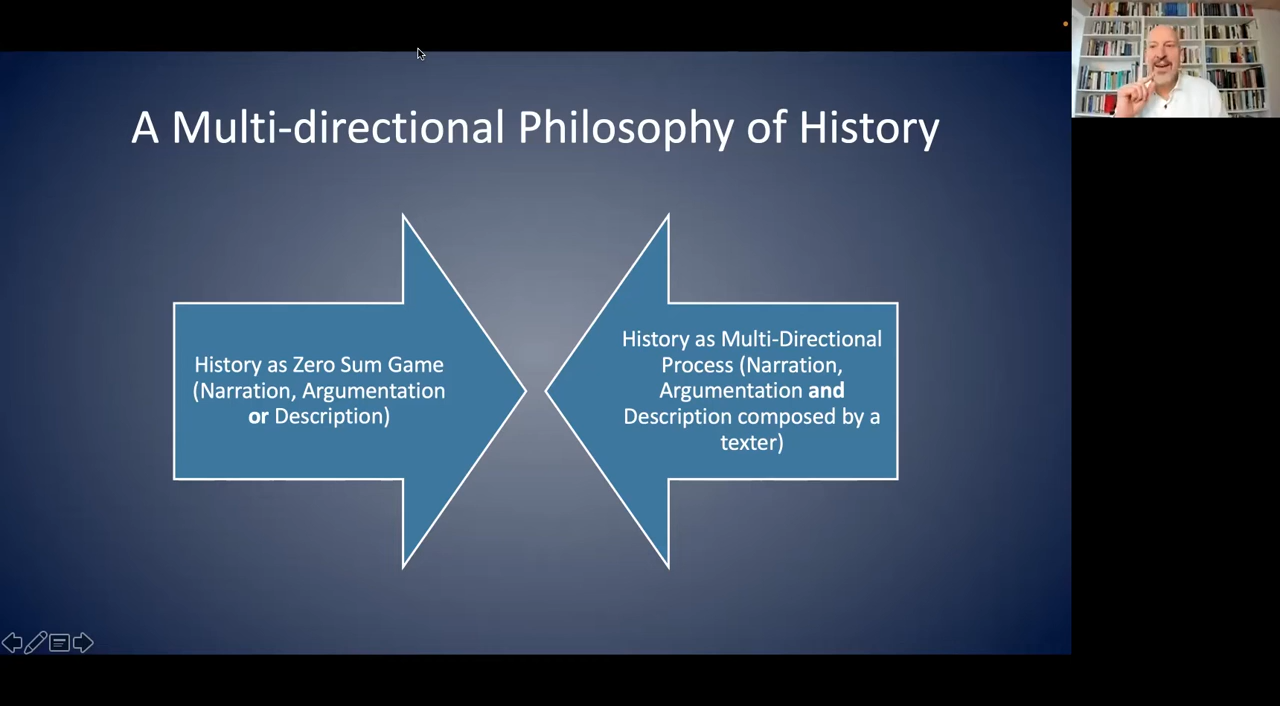 A Multi-directional Philosophy of History
History as Zero Sum Game
(Narration, Argumentation
or Description)
History as Multi-Directional
Process (Narration,
Argumentation and
Description composed by a
texter)